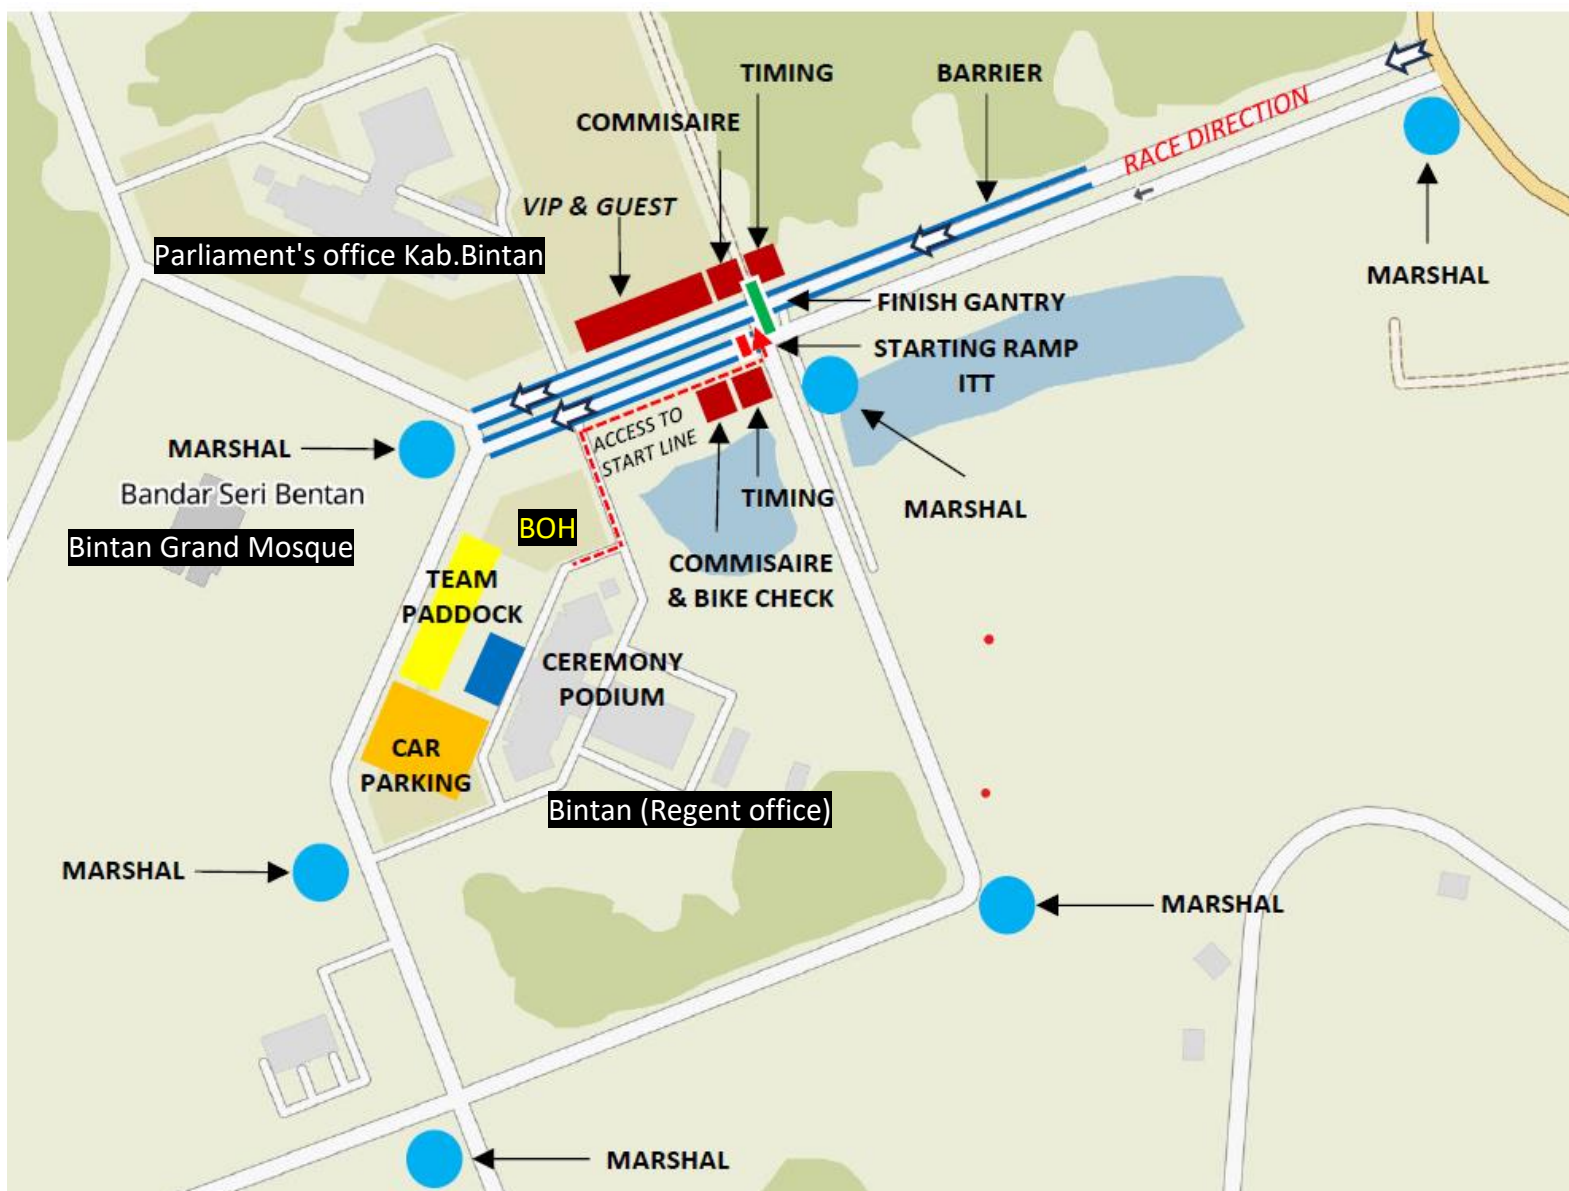 TIMING
BARRIER
COMMISAIRE
RACE DIRECTION
VIP & GUEST
Parliament's office Kab.Bintan
MARSHAL
FINISH GANTRY
STARTING RAMP
ITT
ACCESS TO
START LINE
MARSHAL
Bandar Seri Bentan
TIMING
MARSHAL
BOH
Bintan Grand Mosque
COMMISAIRE
& BIKE CHECK
TEAM
PADDOCK
CEREMONY
PODIUM
CAR
PARKING
Bintan (Regent office)
MARSHAL
MARSHAL
MARSHAL